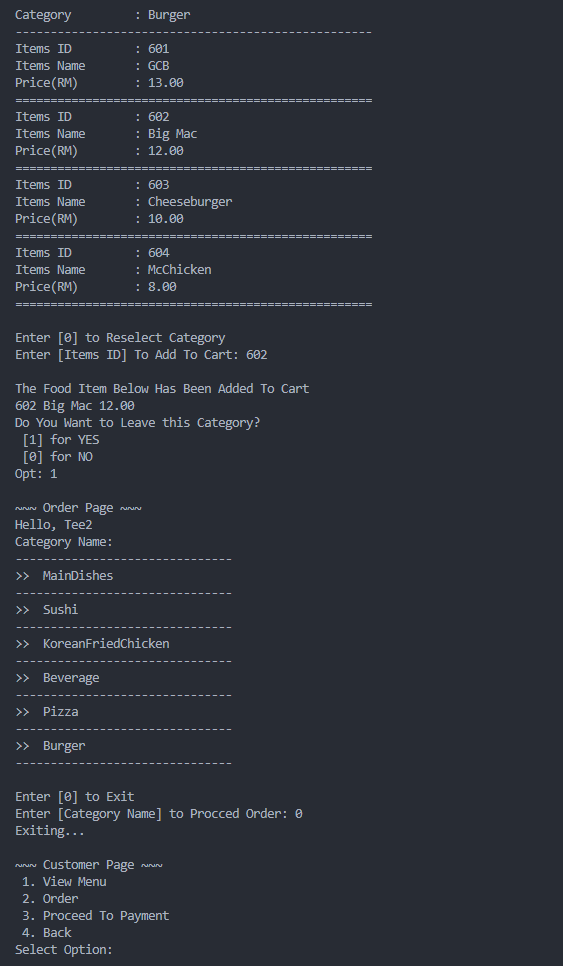 Category         : Burger
---------------------------------------------------
Items ID         : 601
Items Name       : GCB
Price(RM)        : 13.00
===================================================
Items ID         : 602
Items Name       : Big Mac
Price(RM)        : 12.00
===================================================
Items ID         : 603
Items Name       : Cheeseburger
Price(RM)        : 10.00
===================================================
Items ID         : 604
Items Name       : McChicken
Price(RM)        : 8.00
===================================================
Enter [0] to Reselect Category
Enter [Items ID] To Add To Cart: 602
The Food Item Below Has Been Added To Cart
602 Big Mac 12.00
Do You Want to Leave this Category?
 [1] for YES
 [0] for NO
Opt: 1
~~~ Order Page ~~~
Hello, Tee2
Category Name:
-------------------------------
>>  MainDishes
-------------------------------
>>  Sushi
-------------------------------
>>  KoreanFriedChicken
-------------------------------
>>  Beverage
-------------------------------
>>  Pizza
-------------------------------
>>  Burger
-------------------------------
Enter [0] to Exit
Enter [Category Name] to Procced Order: 0
Exiting...
~~~ Customer Page ~~~
 1. View Menu
 2. Order
 3. Proceed To Payment
 4. Back
Select Option: